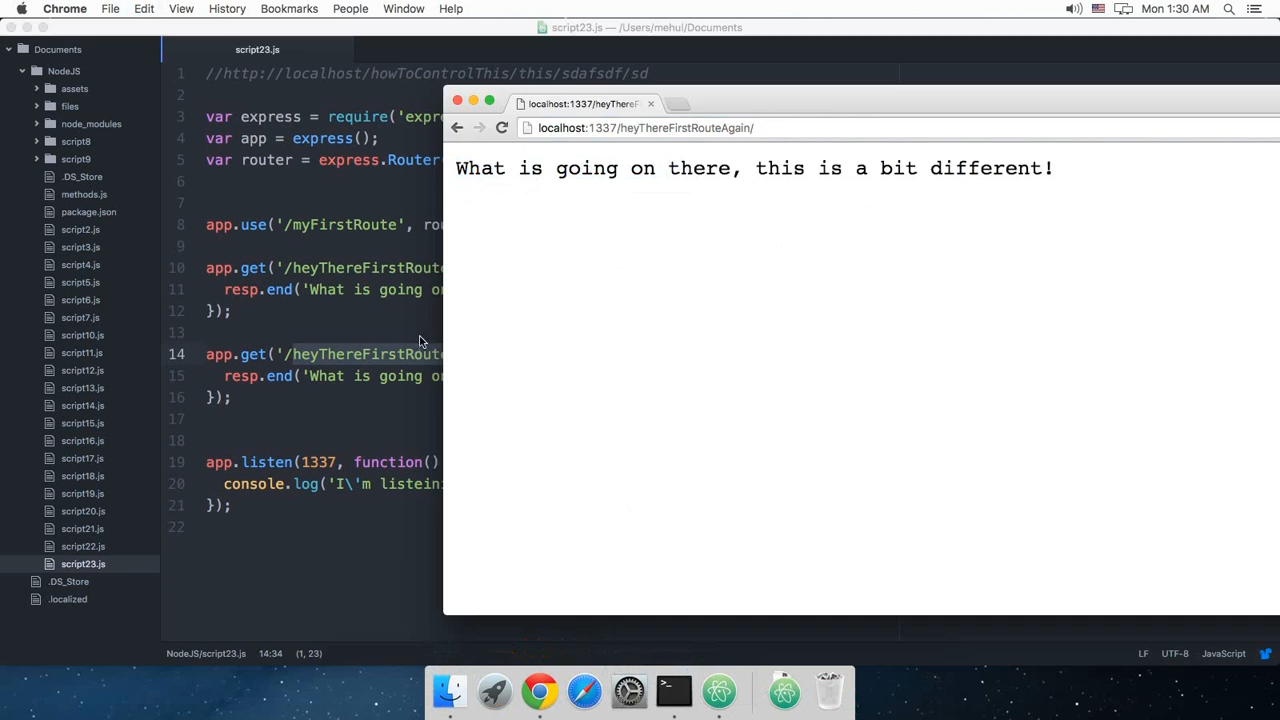 Chrome File Edit View History Bookmarks People Window Help Mon 1:30 AM
script23.js — /Users/mehul/Documents
Documents
NodeJS
assets
files
node_modules
script8
script9
.DS_Store
methods.js
package.json
script2.js
script3.js
script4.js
script5.js
script6.js
script7.js
script10.js
script11.js
script12.js
script13.js
script14.js
script15.js
script16.js
script17.js
script18.js
script19.js
script20.js
script21.js
script22.js
script23.js
.DS_Store
.localized
script23.js
1 //http://localhost/howToControlThis/this/sdafsdf/sd
2
3 var express = require('expr
4 var app = express();
5 var router = express.Router
6
7
8 app.use('/myFirstRoute', rou
9
10 app.get('/heyThereFirstRoute
11 resp.end('What is going on
12 });
13
14 app.get('/heyThereFirstRoute
15 resp.end('What is going on
16 });
17
18
19 app.listen(1337, function()
20 console.log('I\'m listein
21 });
22
localhost:1337/heyThereF
localhost:1337/heyThereFirstRouteAgain/
What is going on there, this is a bit different!
NodeJS/script23.js 14:34 (1, 23) LF UTF-8 JavaScript